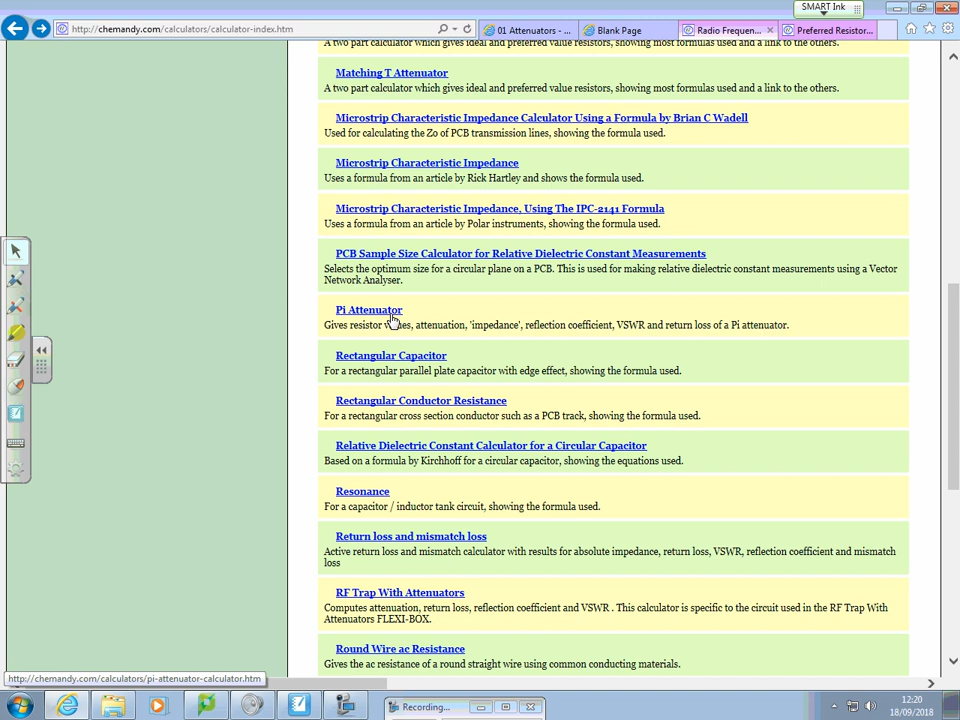 SMART Ink
http://chemandy.com/calculators/calculator-index.htm
01 Attenuators - ...
Blank Page
Radio Frequen...
Preferred Resistor...
A two part calculator which gives ideal and preferred value resistors, showing most formulas used and a link to the others.
Matching T Attenuator
A two part calculator which gives ideal and preferred value resistors, showing most formulas used and a link to the others.
Microstrip Characteristic Impedance Calculator Using a Formula by Brian C Wadell
Used for calculating the Zo of PCB transmission lines, showing the formula used.
Microstrip Characteristic Impedance
Uses a formula from an article by Rick Hartley and shows the formula used.
Microstrip Characteristic Impedance, Using The IPC-2141 Formula
Uses a formula from an article by Polar instruments, showing the formula used.
PCB Sample Size Calculator for Relative Dielectric Constant Measurements
Selects the optimum size for a circular plane on a PCB. This is used for making relative dielectric constant measurements using a Vector
Network Analyser.
Pi Attenuator
Gives resistor values, attenuation, 'impedance', reflection coefficient, VSWR and return loss of a Pi attenuator.
Rectangular Capacitor
For a rectangular parallel plate capacitor with edge effect, showing the formula used.
Rectangular Conductor Resistance
For a rectangular cross section conductor such as a PCB track, showing the formula used.
Relative Dielectric Constant Calculator for a Circular Capacitor
Based on a formula by Kirchhoff for a circular capacitor, showing the equations used.
Resonance
For a capacitor / inductor tank circuit, showing the formula used.
Return loss and mismatch loss
Active return loss and mismatch calculator with results for absolute impedance, return loss, VSWR, reflection coefficient and mismatch
loss
RF Trap With Attenuators
Computes attenuation, return loss, reflection coefficient and VSWR . This calculator is specific to the circuit used in the RF Trap With
Attenuators FLEXI-BOX.
Round Wire ac Resistance
Gives the ac resistance of a round straight wire using common conducting materials.
http://chemandy.com/calculators/pi-attenuator-calculator.htm
Recording...
12:20
18/09/2018